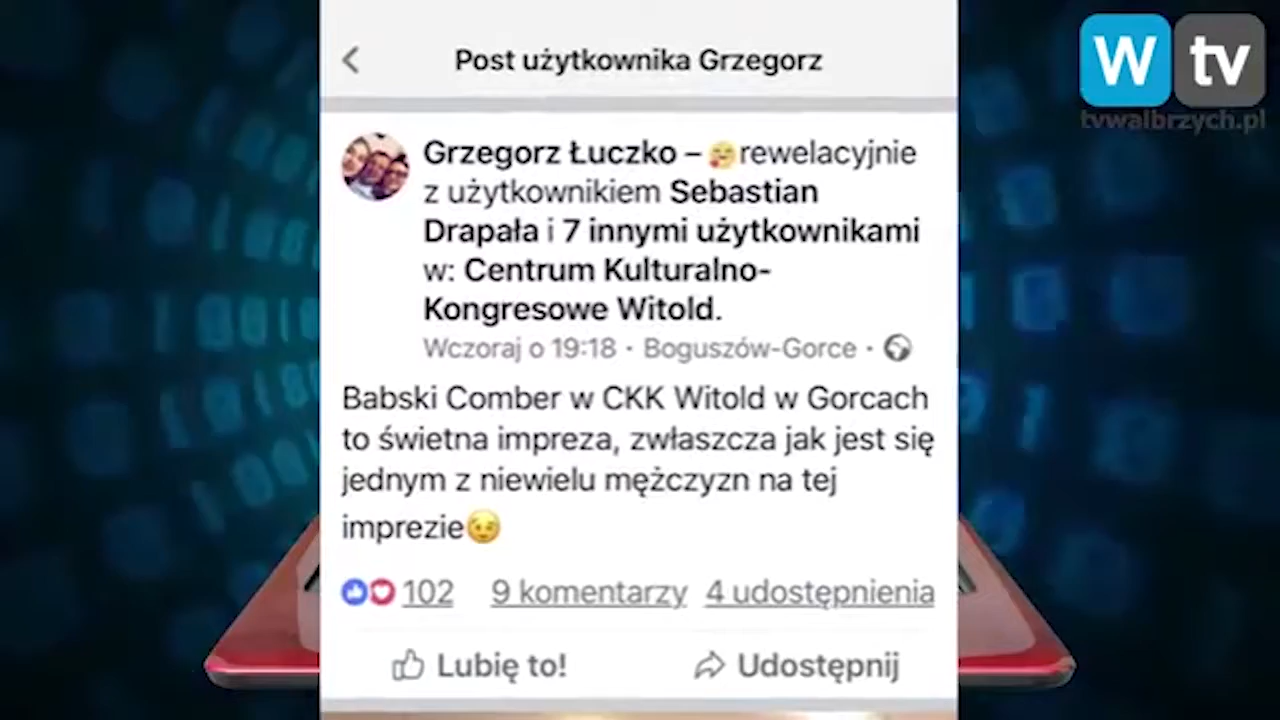 Post użytkownika Grzegorz
W tv
tvwalbrzych.pl
Grzegorz Łuczko – 🥰 rewelacyjnie
z użytkownikiem Sebastian
Drapała i 7 innymi użytkownikami
w: Centrum Kulturalno-
Kongresowe Witold.
Wczoraj o 19:18 · Boguszów-Gorce ·
Babski Comber w CKK Witold w Gorcach
to świetna impreza, zwłaszcza jak jest się
jednym z niewielu mężczyzn na tej
imprezie😉
102 9 komentarzy 4 udostępnienia
Lubię to! Udostępnij